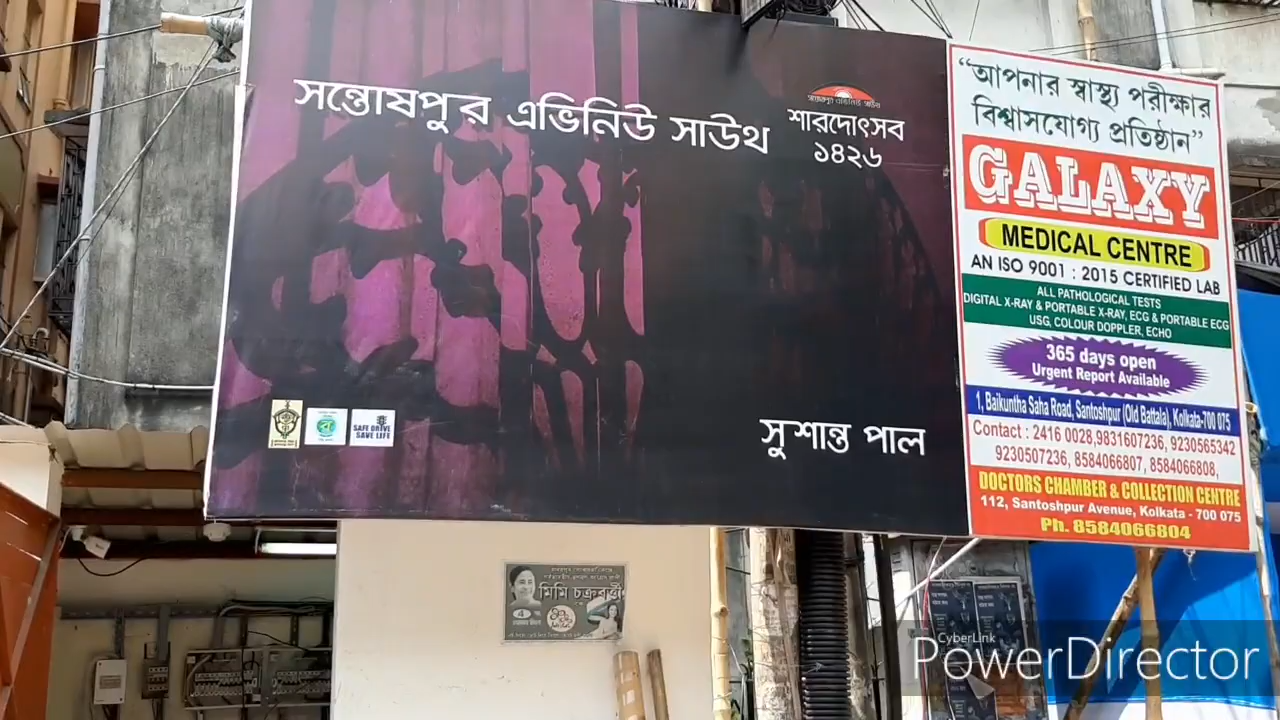 সন্তোষপুর এভিনিউ সাউথ
শারদোৎসব
১৪২৬
সুশান্ত পাল
SAFE DRIVE
SAVE LIFE
“আপনার স্বাস্থ্য পরীক্ষার
বিশ্বাসযোগ্য প্রতিষ্ঠান”
GALAXY
MEDICAL CENTRE
AN ISO 9001 : 2015 CERTIFIED LAB
ALL PATHOLOGICAL TESTS
DIGITAL X-RAY & PORTABLE X-RAY, ECG & PORTABLE ECG
USG, COLOUR DOPPLER, ECHO
365 days open
Urgent Report Available
1, Baikuntha Saha Road, Santoshpur (Old Battala), Kolkata-700 075
Contact : 2416 0028,9831607236, 9230565342
9230507236, 8584066807, 8584066808,
DOCTORS CHAMBER & COLLECTION CENTRE
112, Santoshpur Avenue, Kolkata - 700 075
Ph. 8584066804
মিমি চক্রবর্ত্তী
CyberLink
PowerDirector